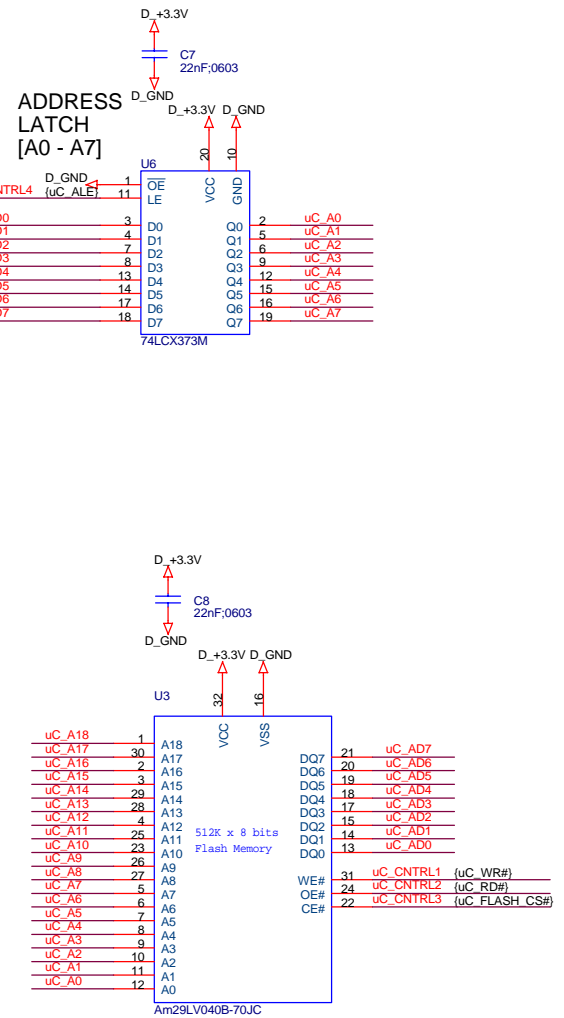 D_+3.3V
C7
22nF;0603
D_GND
ADDRESS
LATCH
[A0 - A7]
D_+3.3V D_GND
U6
20 10
VCC GND
D_GND 1 OE
NTRL4 {uC_ALE} 11 LE
D0 3 D0 Q0 2 uC_A0
D1 4 D1 Q1 5 uC_A1
D2 7 D2 Q2 6 uC_A2
D3 8 D3 Q3 9 uC_A3
D4 13 D4 Q4 12 uC_A4
D5 14 D5 Q5 15 uC_A5
D6 17 D6 Q6 16 uC_A6
D7 18 D7 Q7 19 uC_A7
74LCX373M
D_+3.3V
C8
22nF;0603
D_GND
D_+3.3V D_GND
U3
32 16
VCC VSS
uC_A18 1 A18
uC_A17 30 A17 DQ7 21 uC_AD7
uC_A16 2 A16 DQ6 20 uC_AD6
uC_A15 3 A15 DQ5 19 uC_AD5
uC_A14 29 A14 DQ4 18 uC_AD4
uC_A13 28 A13 DQ3 17 uC_AD3
uC_A12 4 A12 DQ2 15 uC_AD2
uC_A11 25 A11 512K x 8 bits DQ1 14 uC_AD1
uC_A10 23 A10 Flash Memory DQ0 13 uC_AD0
uC_A9 26 A9
uC_A8 27 A8 WE# 31 uC_CNTRL1 {uC_WR#}
uC_A7 5 A7 OE# 24 uC_CNTRL2 {uC_RD#}
uC_A6 6 A6 CE# 22 uC_CNTRL3 {uC_FLASH_CS#}
uC_A5 7 A5
uC_A4 8 A4
uC_A3 9 A3
uC_A2 10 A2
uC_A1 11 A1
uC_A0 12 A0
Am29LV040B-70JC